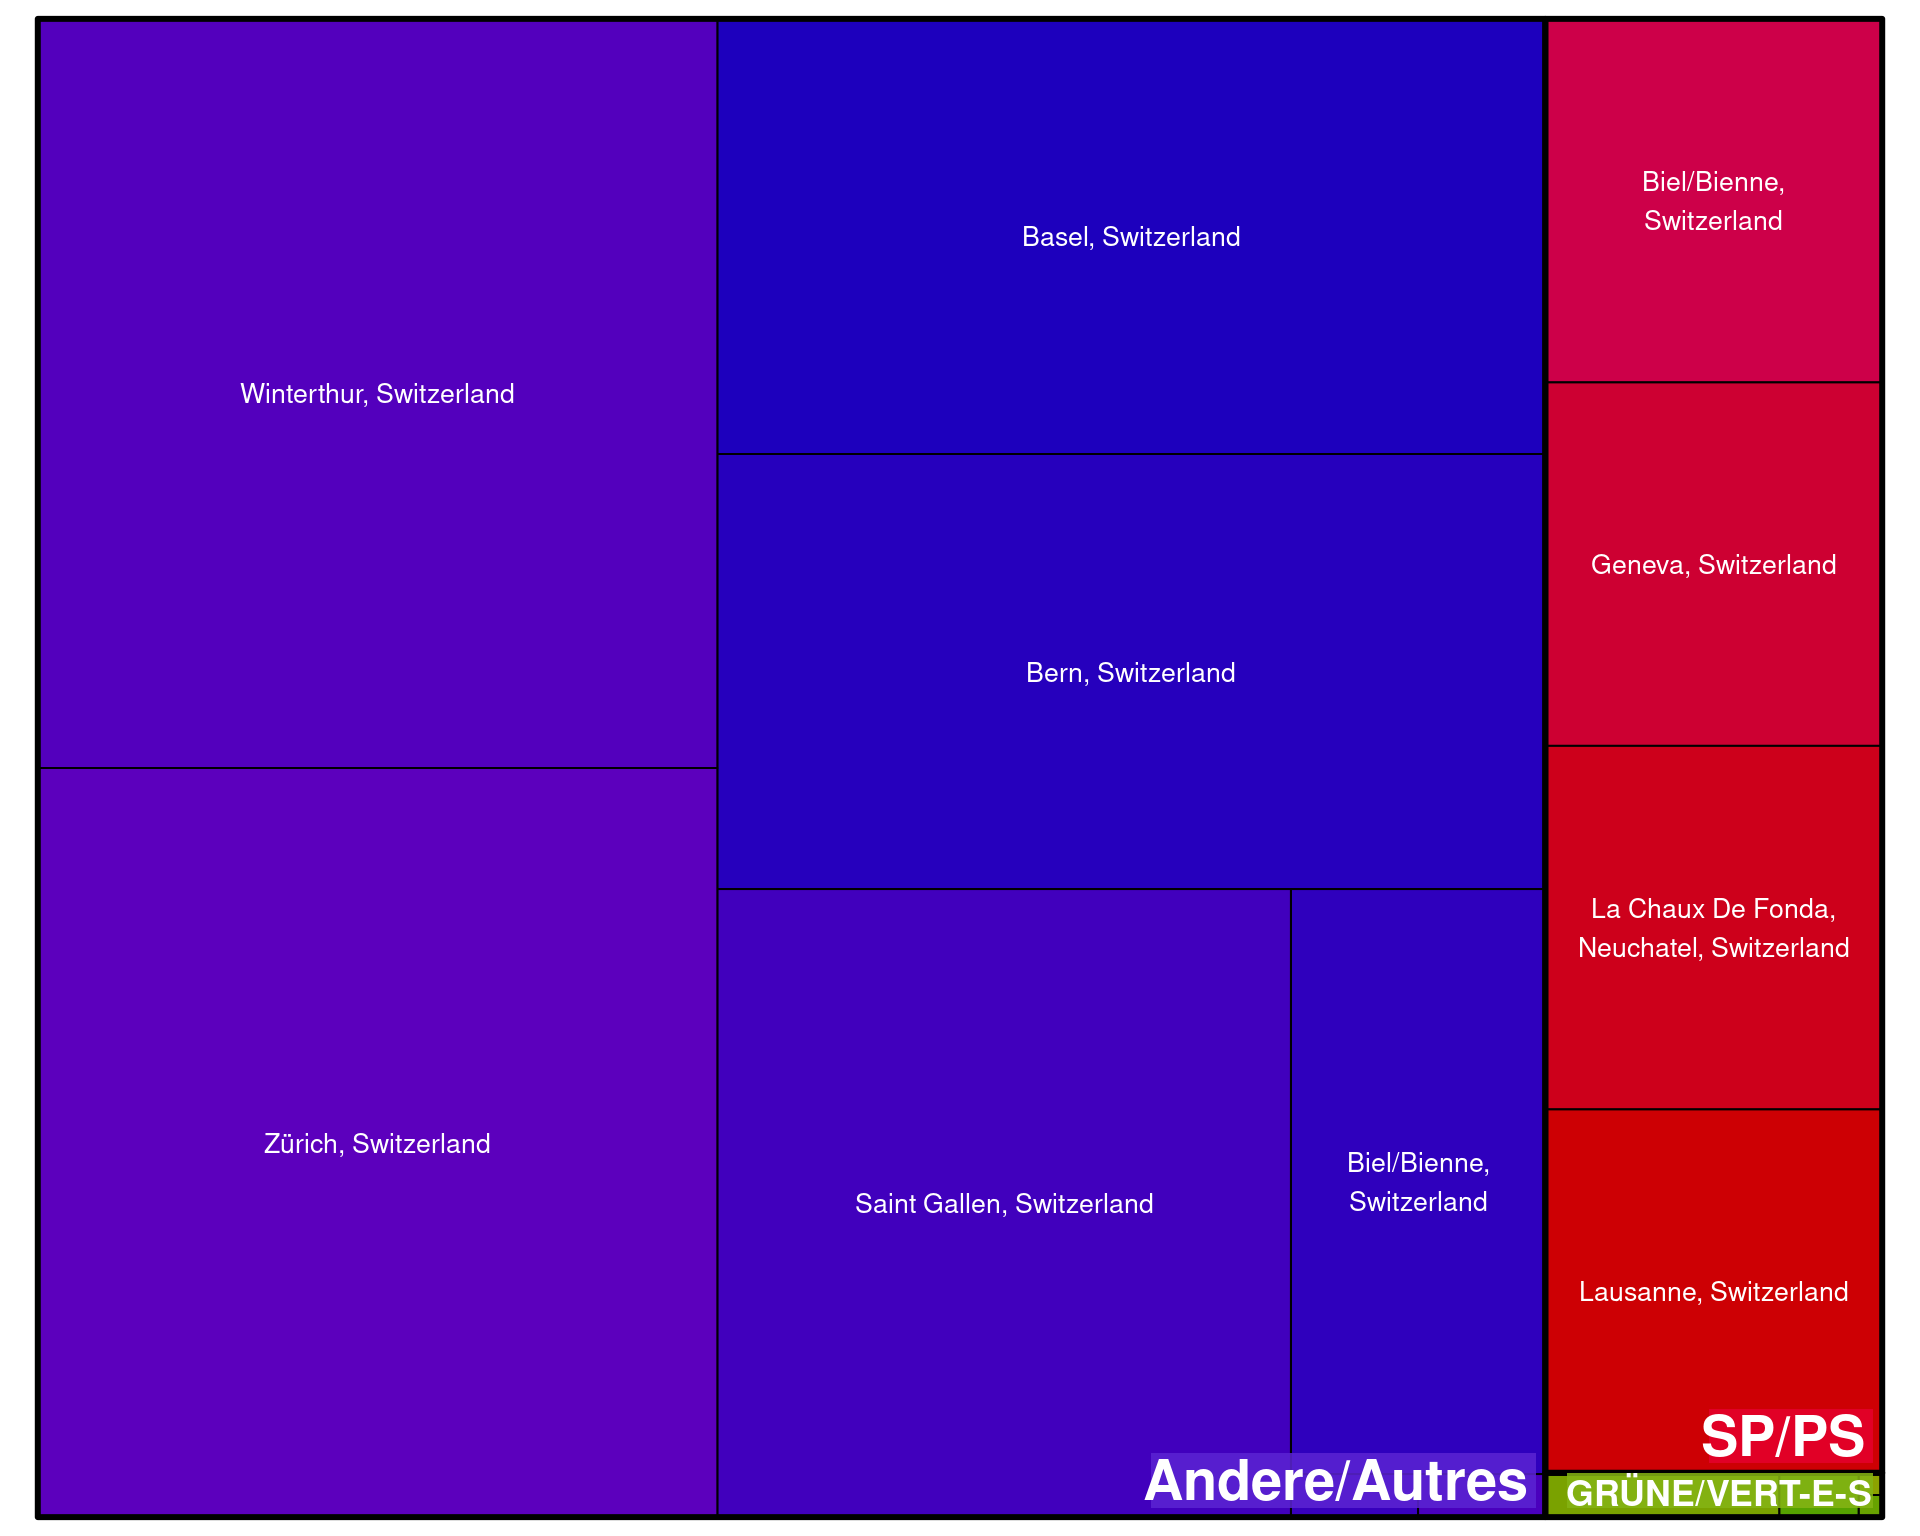 Winterthur, Switzerland
Zürich, Switzerland
Basel, Switzerland
Bern, Switzerland
Saint Gallen, Switzerland
Biel/Bienne,
Switzerland
Andere/Autres
Biel/Bienne,
Switzerland
Geneva, Switzerland
La Chaux De Fonda,
Neuchatel, Switzerland
Lausanne, Switzerland
SP/PS
GRÜNE/VERT-E-S